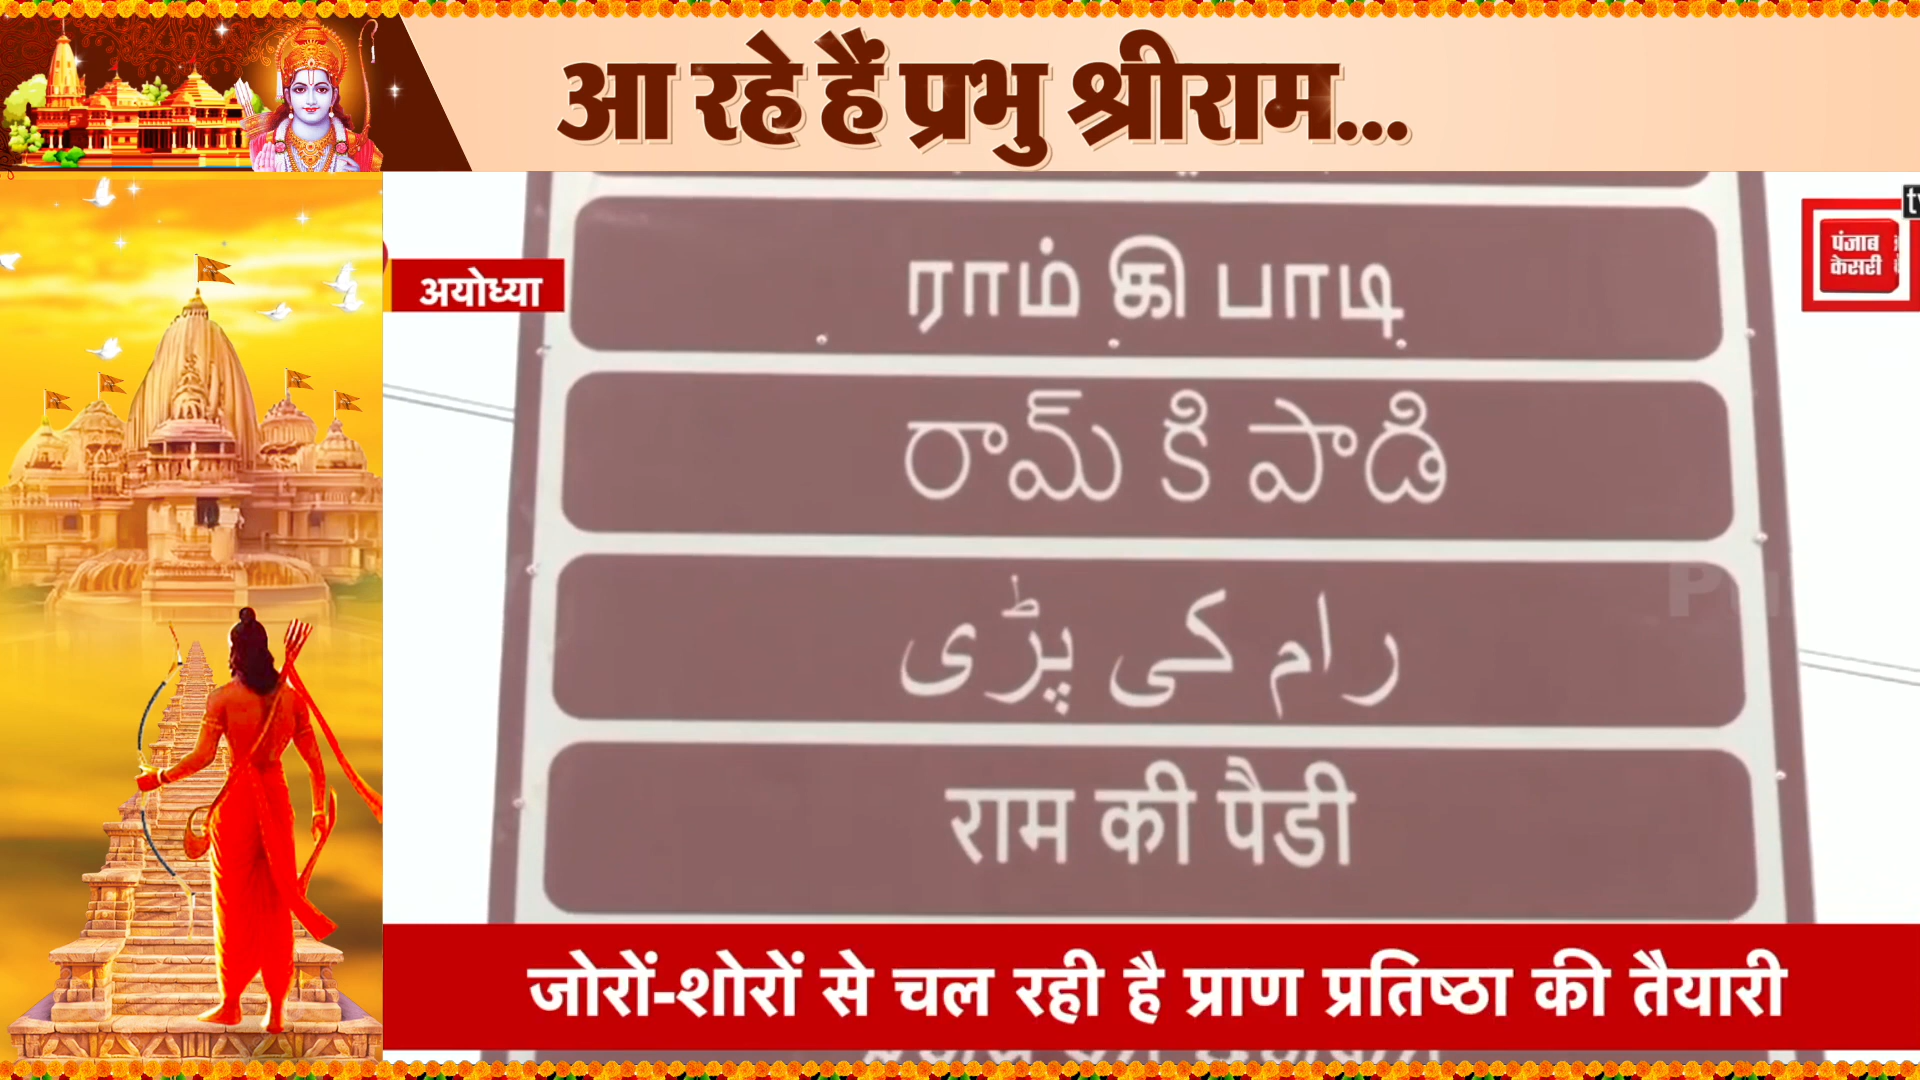 आ रहे हैं प्रभु श्रीराम...
अयोध्या
पंजाब
केसरी
ராம் கி பாடி
రామ్ కి పాడి
رام کی پڑی
राम की पैडी
जोरों-शोरों से चल रही है प्राण प्रतिष्ठा की तैयारी